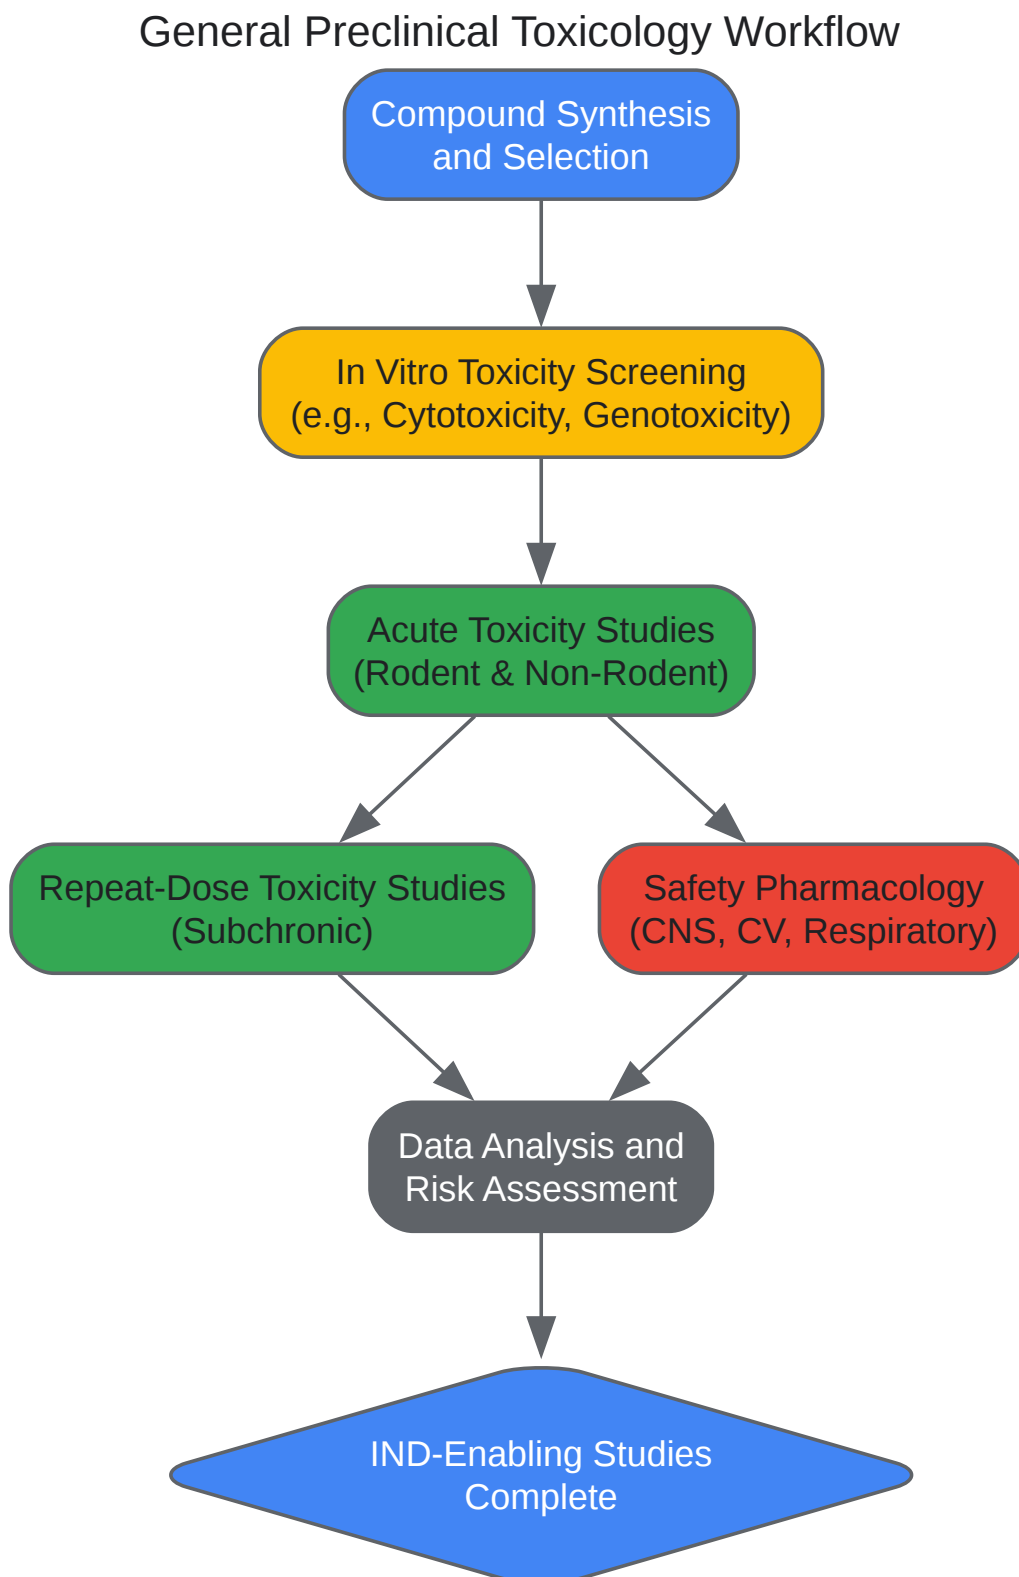 General Preclinical Toxicology Workflow
Compound Synthesis
and Selection
In Vitro Toxicity Screening
(e.g., Cytotoxicity, Genotoxicity)
Acute Toxicity Studies
(Rodent & Non-Rodent)
Repeat-Dose Toxicity Studies
(Subchronic)
Safety Pharmacology
(CNS, CV, Respiratory)
Data Analysis and
Risk Assessment
IND-Enabling Studies
Complete